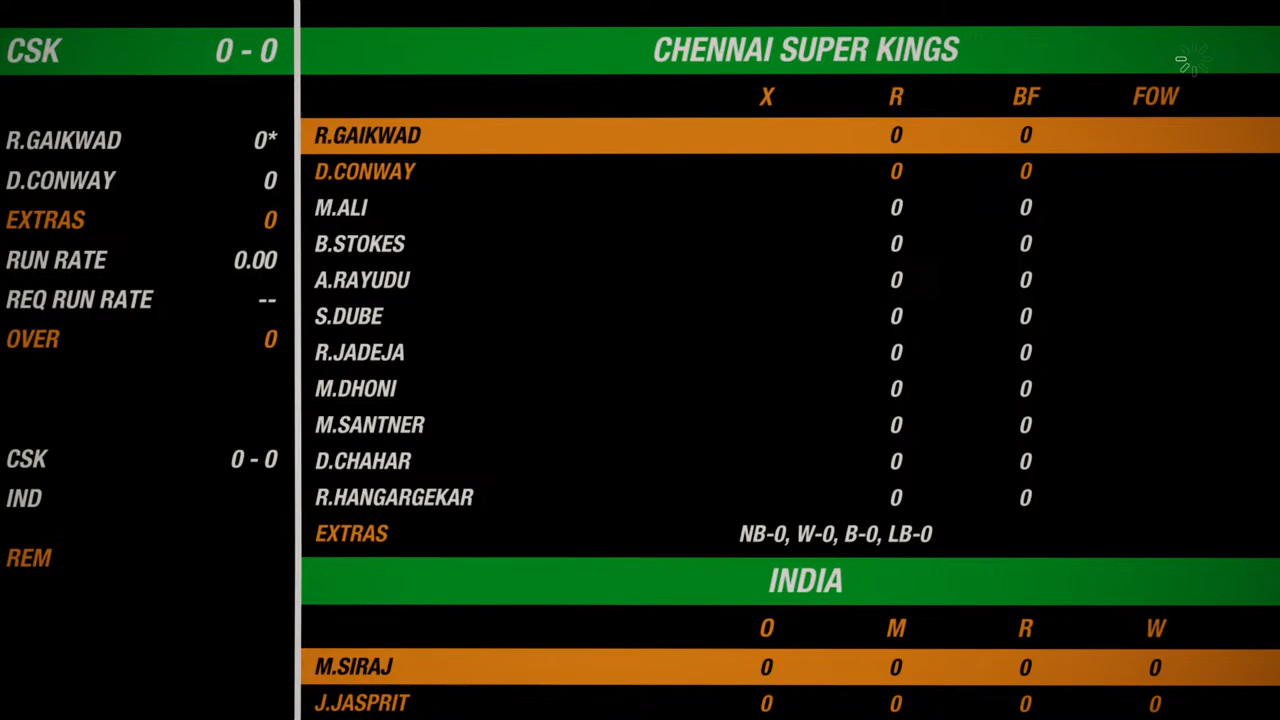 CSK 0 - 0
R.GAIKWAD 0*
D.CONWAY 0
EXTRAS 0
RUN RATE 0.00
REQ RUN RATE --
OVER 0
CSK 0 - 0
IND
REM
CHENNAI SUPER KINGS
X R BF FOW
R.GAIKWAD 0 0
D.CONWAY 0 0
M.ALI 0 0
B.STOKES 0 0
A.RAYUDU 0 0
S.DUBE 0 0
R.JADEJA 0 0
M.DHONI 0 0
M.SANTNER 0 0
D.CHAHAR 0 0
R.HANGARGEKAR 0 0
EXTRAS NB-0, W-0, B-0, LB-0
INDIA
O M R W
M.SIRAJ 0 0 0 0
J.JASPRIT 0 0 0 0